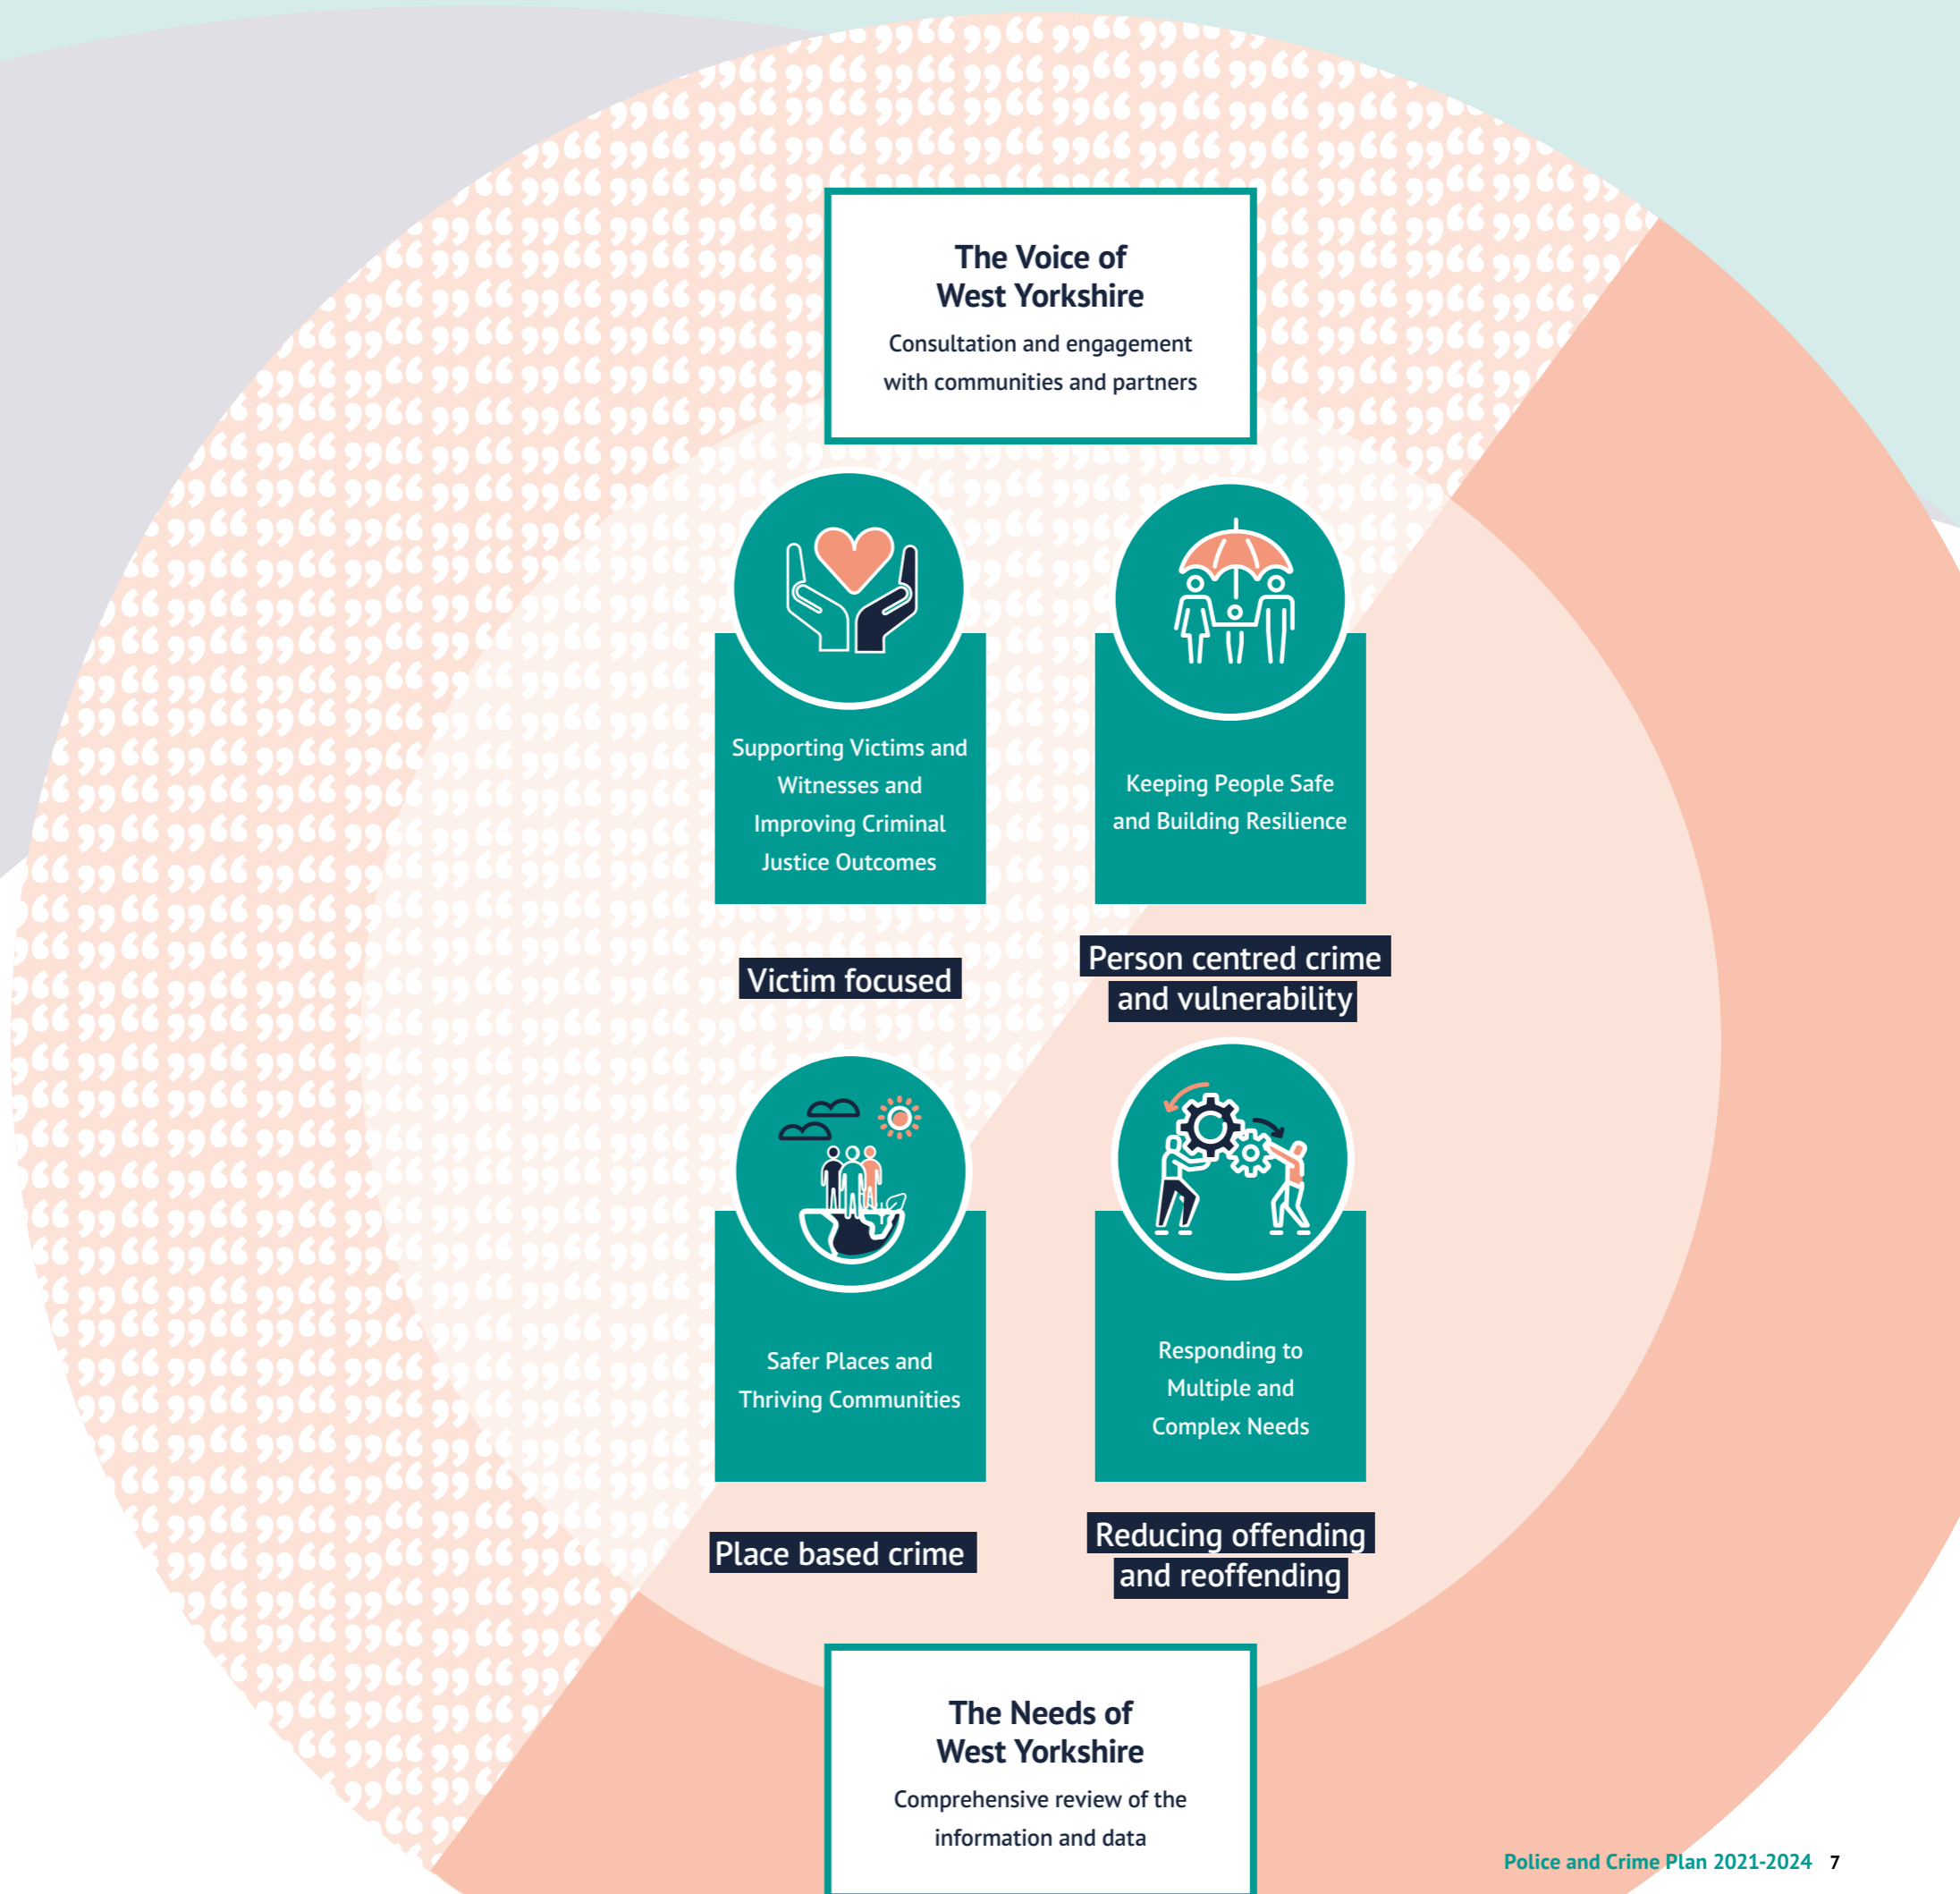 The Voice of
West Yorkshire
Consultation and engagement
with communities and partners
Supporting Victims and
Witnesses and
Improving Criminal
Justice Outcomes
Victim focused
Keeping People Safe
and Building Resilience
Person centred crime
and vulnerability
Safer Places and
Thriving Communities
Place based crime
Responding to
Multiple and
Complex Needs
Reducing offending
and reoffending
The Needs of
West Yorkshire
Comprehensive review of the
information and data
Police and Crime Plan 2021-2024 7